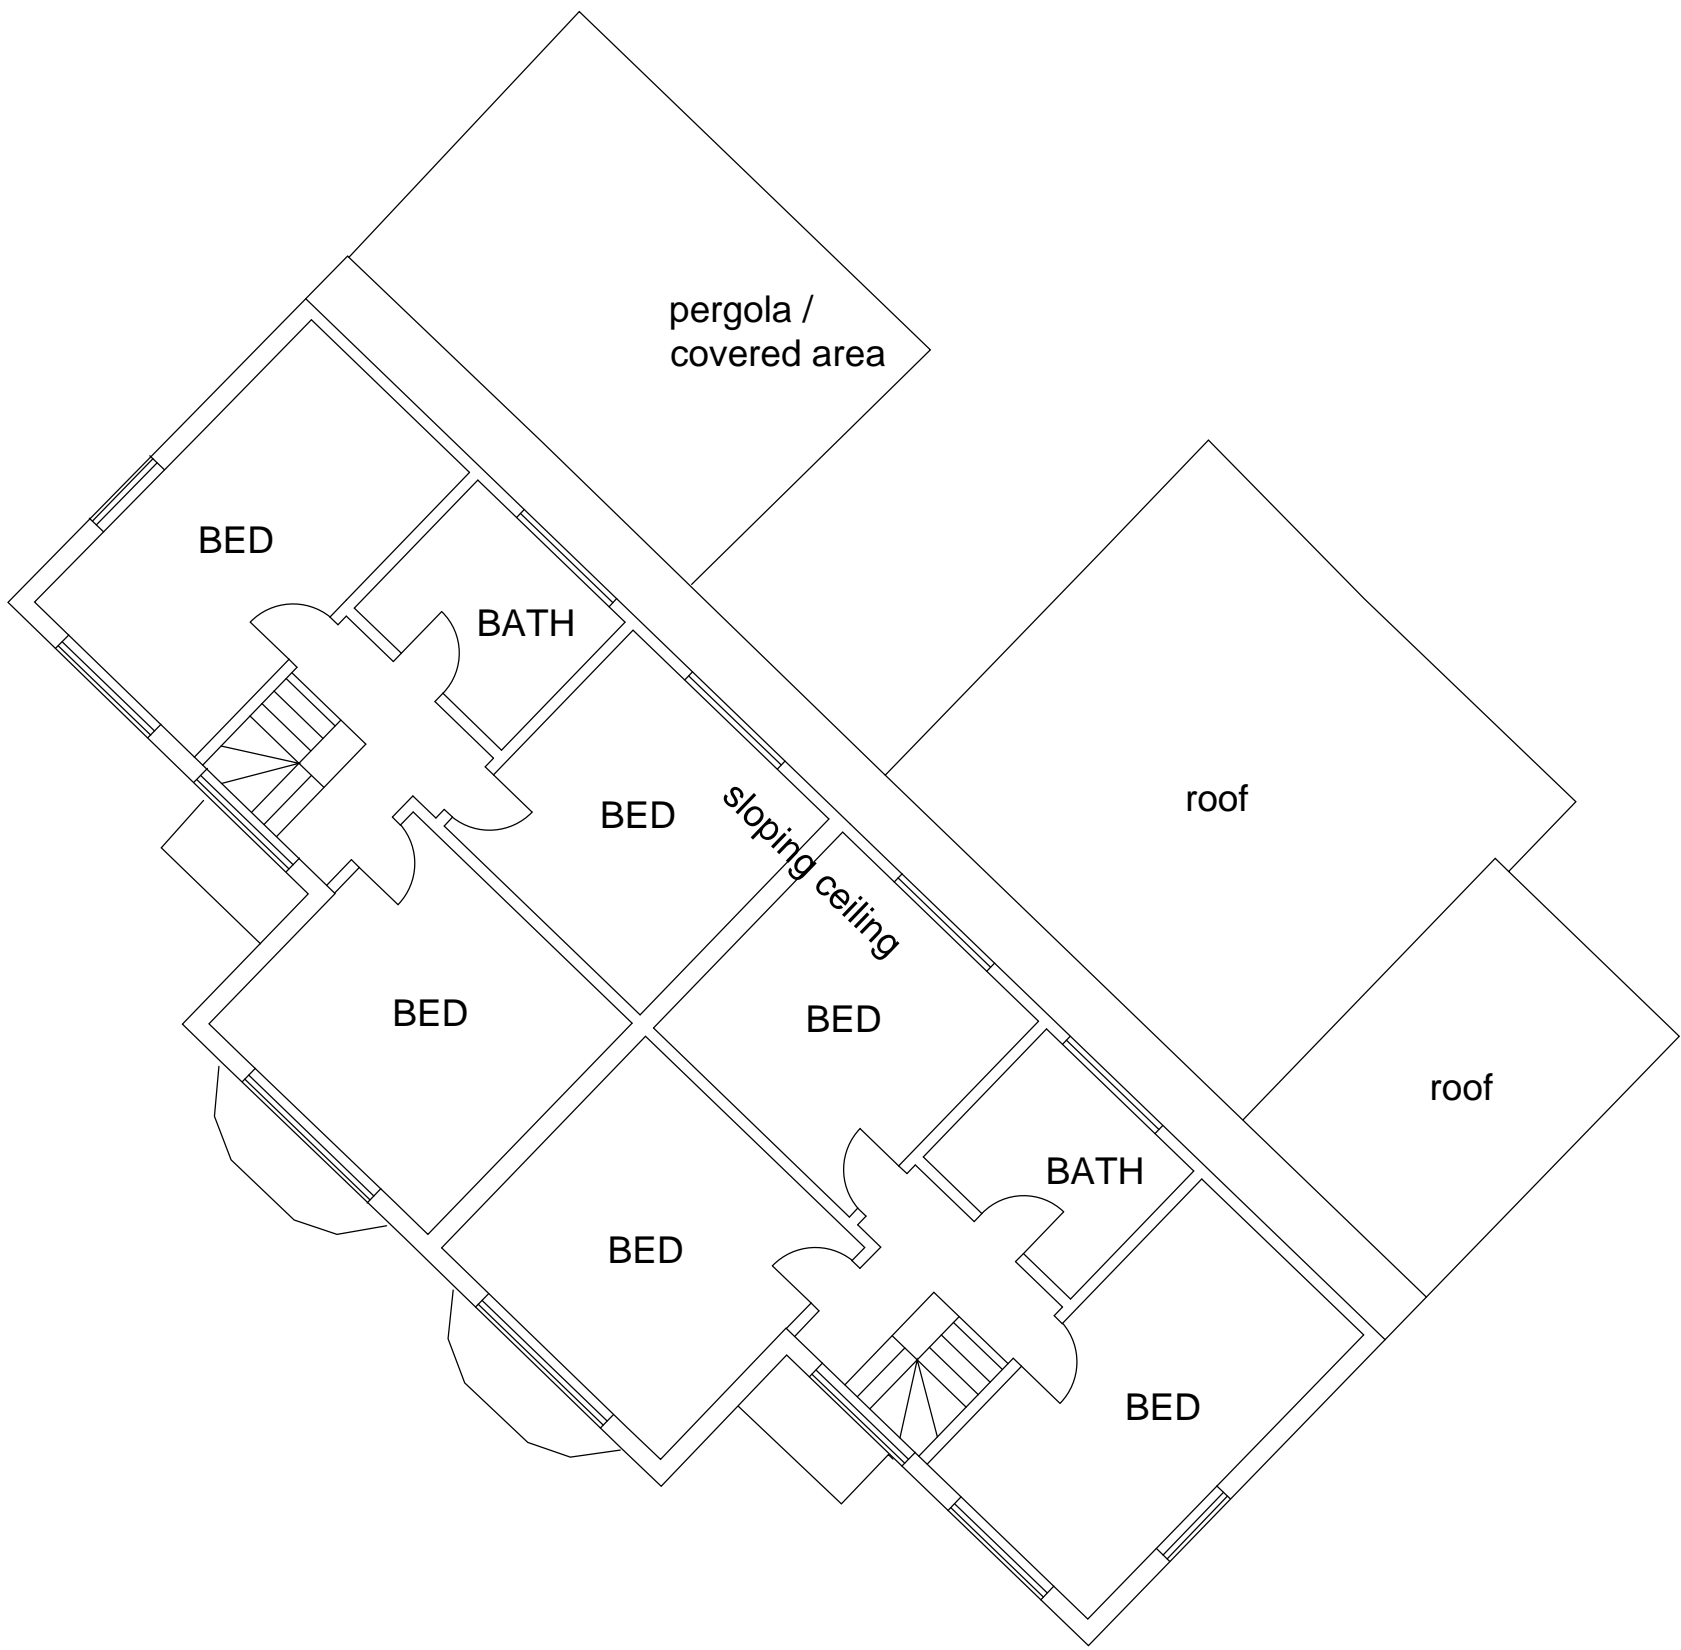 pergola /
covered area
BED
BATH
roof
BED
sloping ceiling
BED
BED
roof
BATH
BED
BED